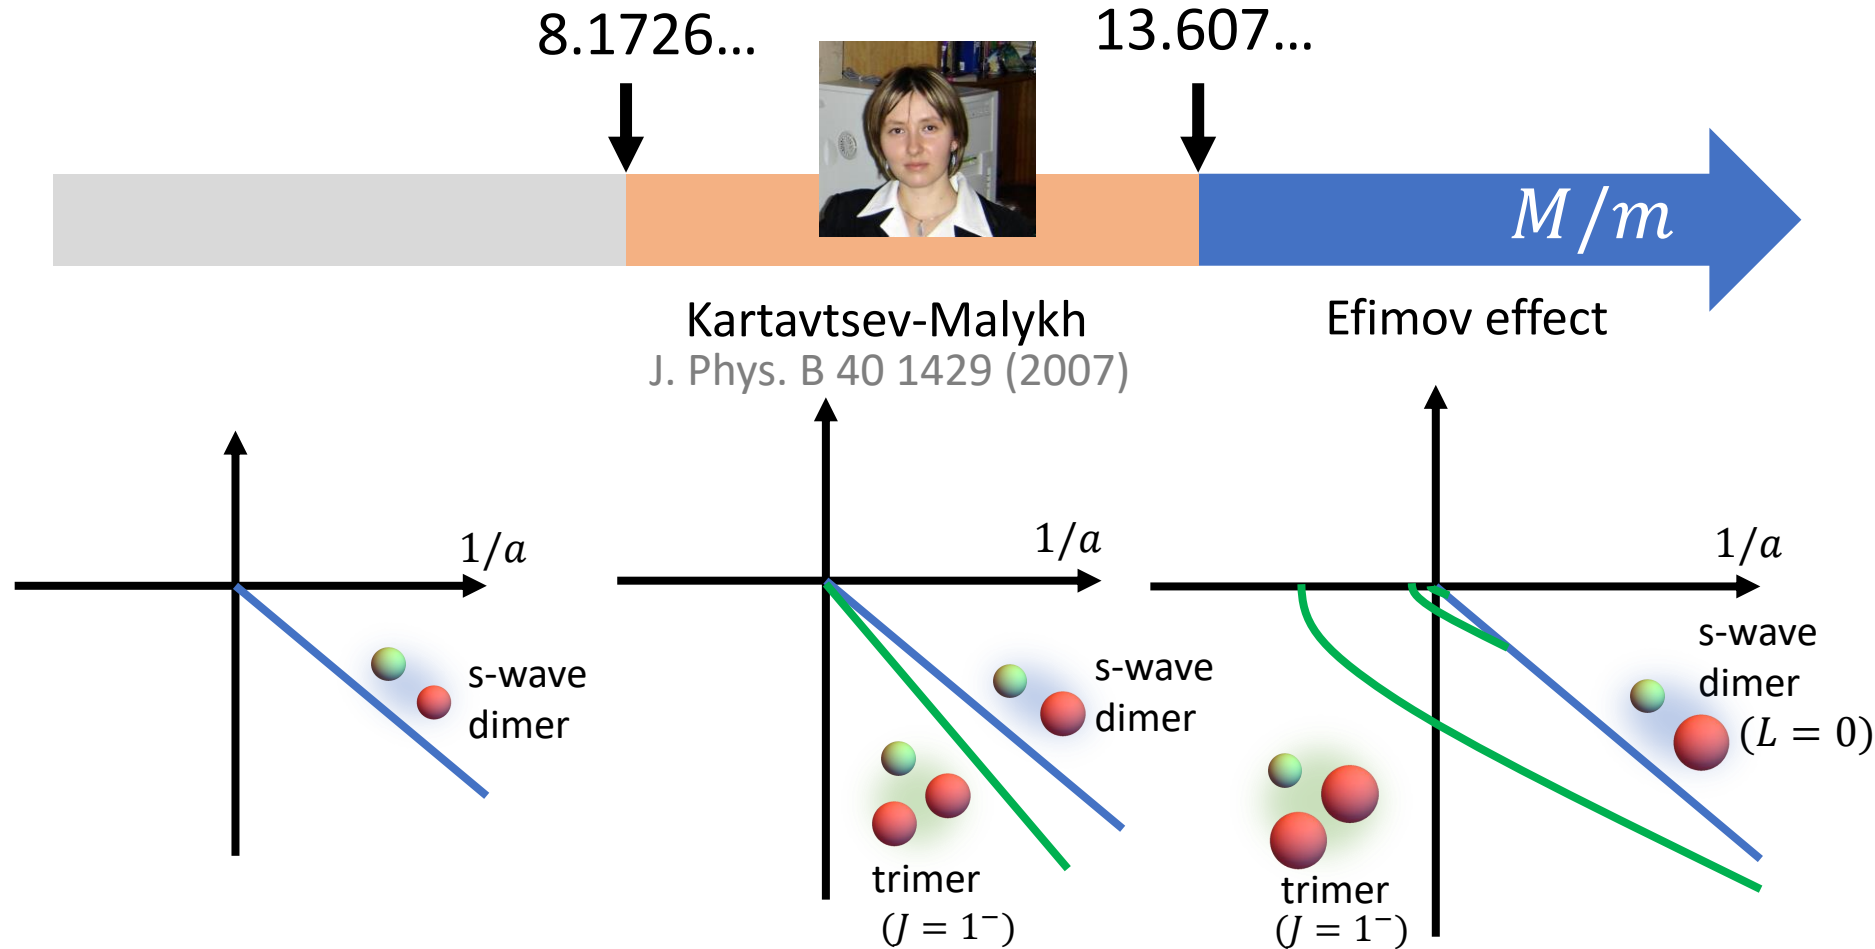 8.1726...
13.607...
M/m
Kartavtsev-Malykh
J. Phys. B 40 1429 (2007)
Efimov effect
1/a
s-wave
dimer
1/a
s-wave
dimer
trimer
(J = 1⁻)
1/a
s-wave
dimer
(L = 0)
trimer
(J = 1⁻)